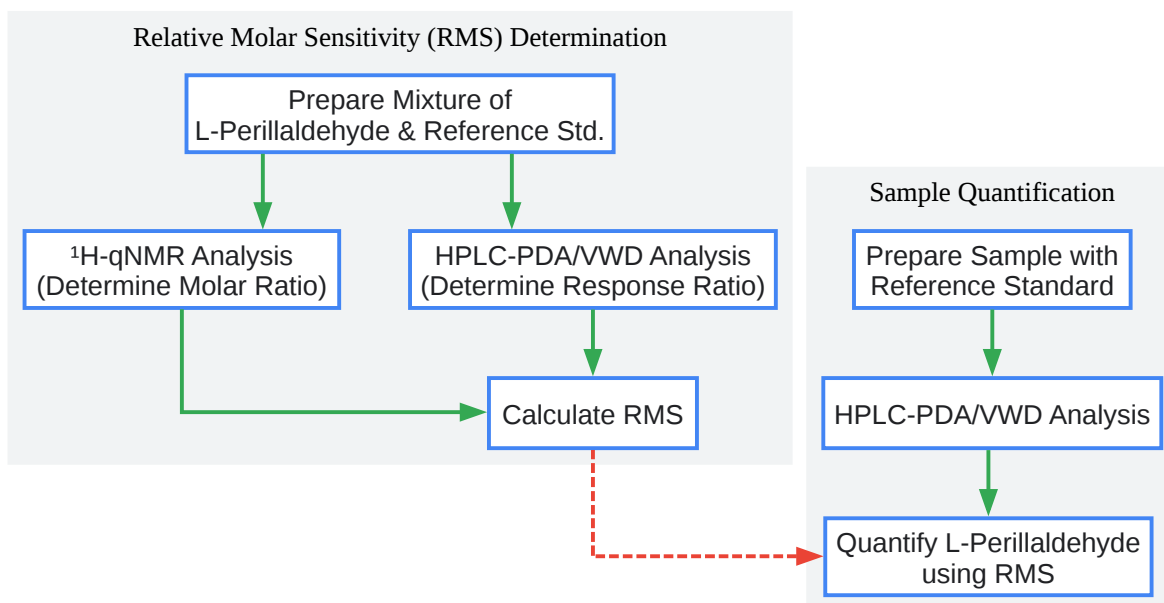 Relative Molar Sensitivity (RMS) Determination
Prepare Mixture of
L-Perillaldehyde & Reference Std.
¹H-qNMR Analysis
(Determine Molar Ratio)
HPLC-PDA/VWD Analysis
(Determine Response Ratio)
Calculate RMS
Sample Quantification
Prepare Sample with
Reference Standard
HPLC-PDA/VWD Analysis
Quantify L-Perillaldehyde
using RMS